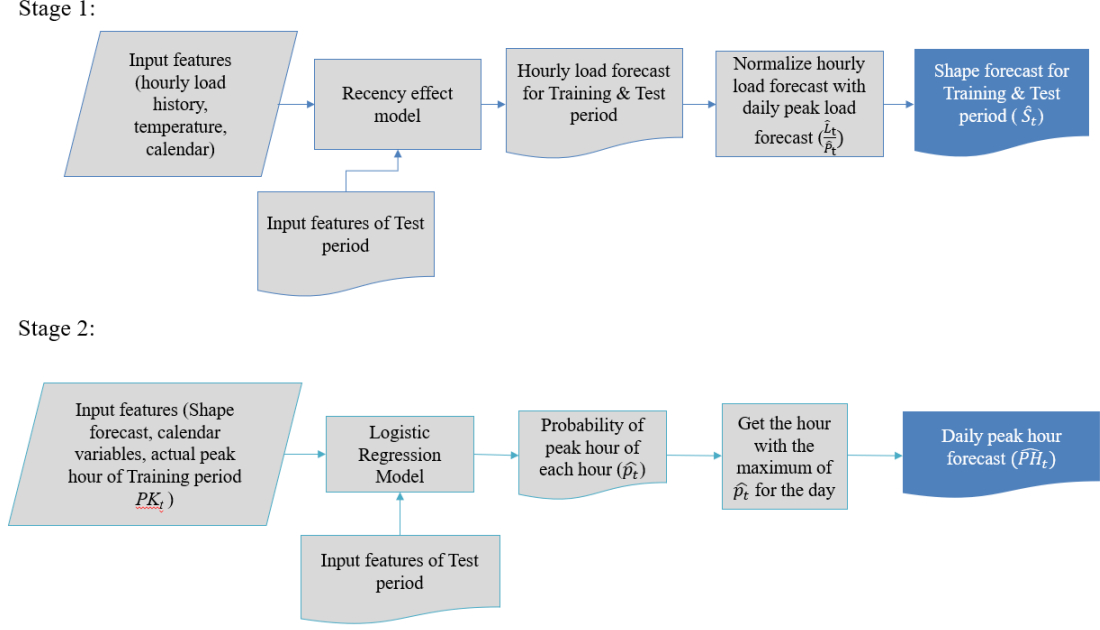 Stage 1:
Input features
(hourly load
history,
temperature,
calendar)
Recency effect
model
Hourly load forecast
for Training & Test
period
Normalize hourly
load forecast with
daily peak load
forecast (L̂t/P̂t)
Shape forecast for
Training & Test
period ( Ŝt)
Input features of Test
period
Stage 2:
Input features (Shape
forecast, calendar
variables, actual peak
hour of Training period
PKt )
Logistic
Regression
Model
Probability of
peak hour of
each hour (p̂t)
Get the hour
with the
maximum of
p̂t for the day
Daily peak hour
forecast (P̂Ht)
Input features of Test
period